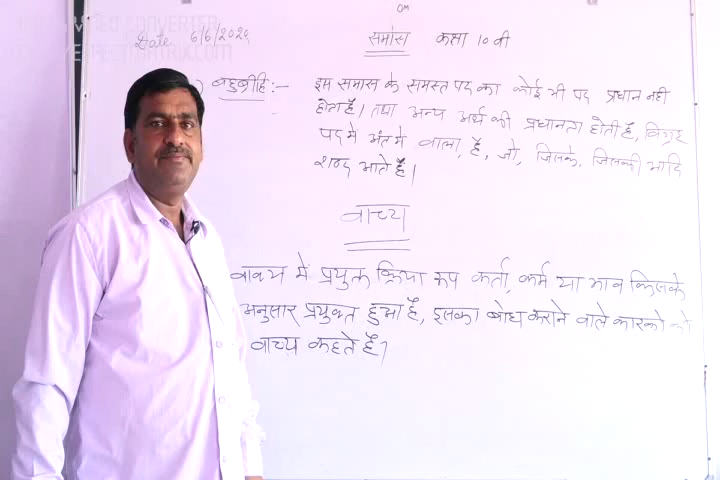 OM
Date 6/6/2020 समास कक्षा 10 वी
) बहुब्रीहि :- इस समास के समस्त पद का कोई भी पद प्रधान नही
होता है। तथा अन्य अर्थ की प्रधानता होती है, विग्रह
पद मे अंत मे वाला, है, जो, जिसके, जिसकी आदि
शब्द आते है।
वाच्य
वाक्य में प्रयुक्त क्रिया रूप कर्ता, कर्म या भाव किसके
अनुसार प्रयुक्त हुआ है, इसका बोध कराने वाले कारको को
वाच्य कहते है।